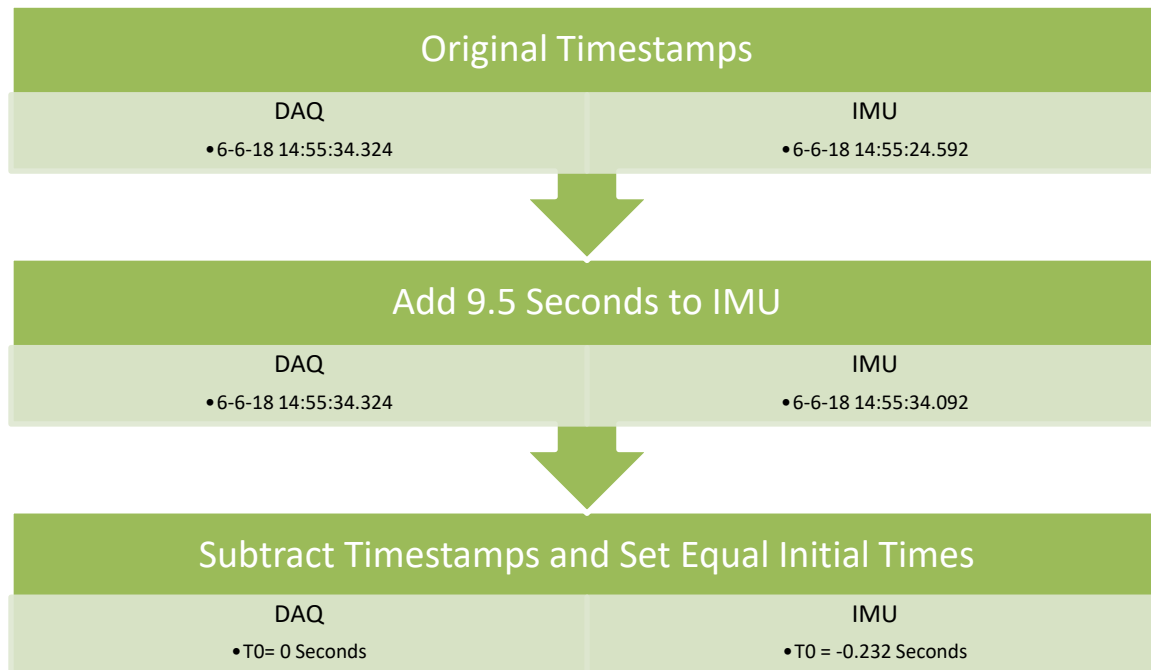 Original Timestamps
DAQ
•6-6-18 14:55:34.324
IMU
•6-6-18 14:55:24.592
Add 9.5 Seconds to IMU
DAQ
•6-6-18 14:55:34.324
IMU
•6-6-18 14:55:34.092
Subtract Timestamps and Set Equal Initial Times
DAQ
•T0= 0 Seconds
IMU
•T0 = -0.232 Seconds